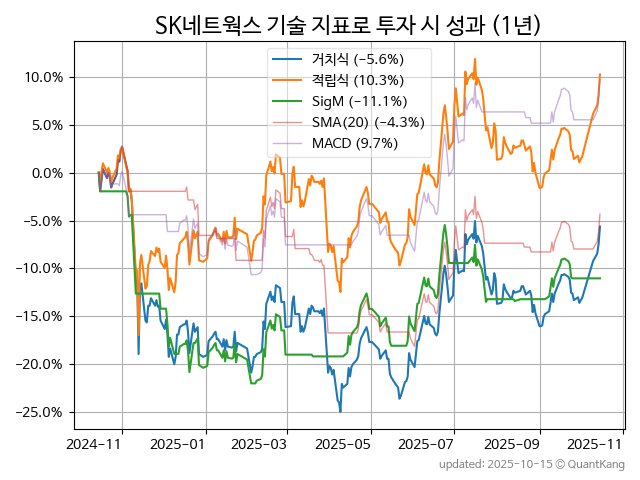 SK네트웍스 기술 지표로 투자 시 성과 (1년)
거치식 (−5.6%)
적립식 (10.3%)
SigM (−11.1%)
SMA(20) (−4.3%)
MACD (9.7%)
10.0%
5.0%
0.0%
−5.0%
−10.0%
−15.0%
−20.0%
−25.0%
2024−11 2025−01 2025−03 2025−05 2025−07 2025−09 2025−11
updated: 2025-10-15 © QuantKang